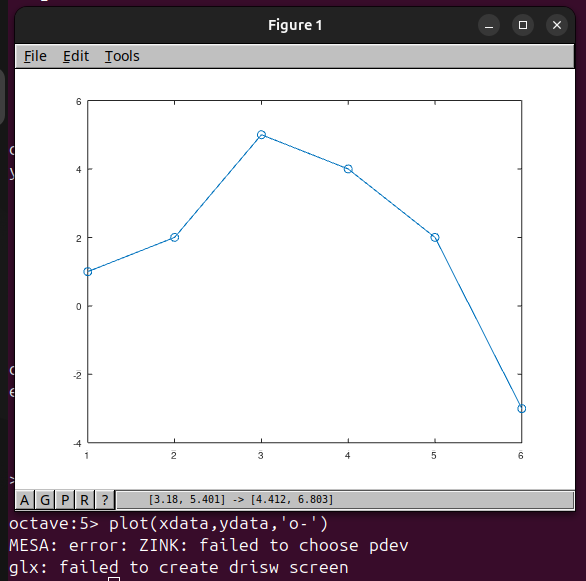 Figure 1
File Edit Tools
6
4
2
0
-2
-4
1 2 3 4 5 6
A G P R ? [3.18, 5.401] -> [4.412, 6.803]
octave:5> plot(xdata,ydata,'o-')
MESA: error: ZINK: failed to choose pdev
glx: failed to create drisw screen